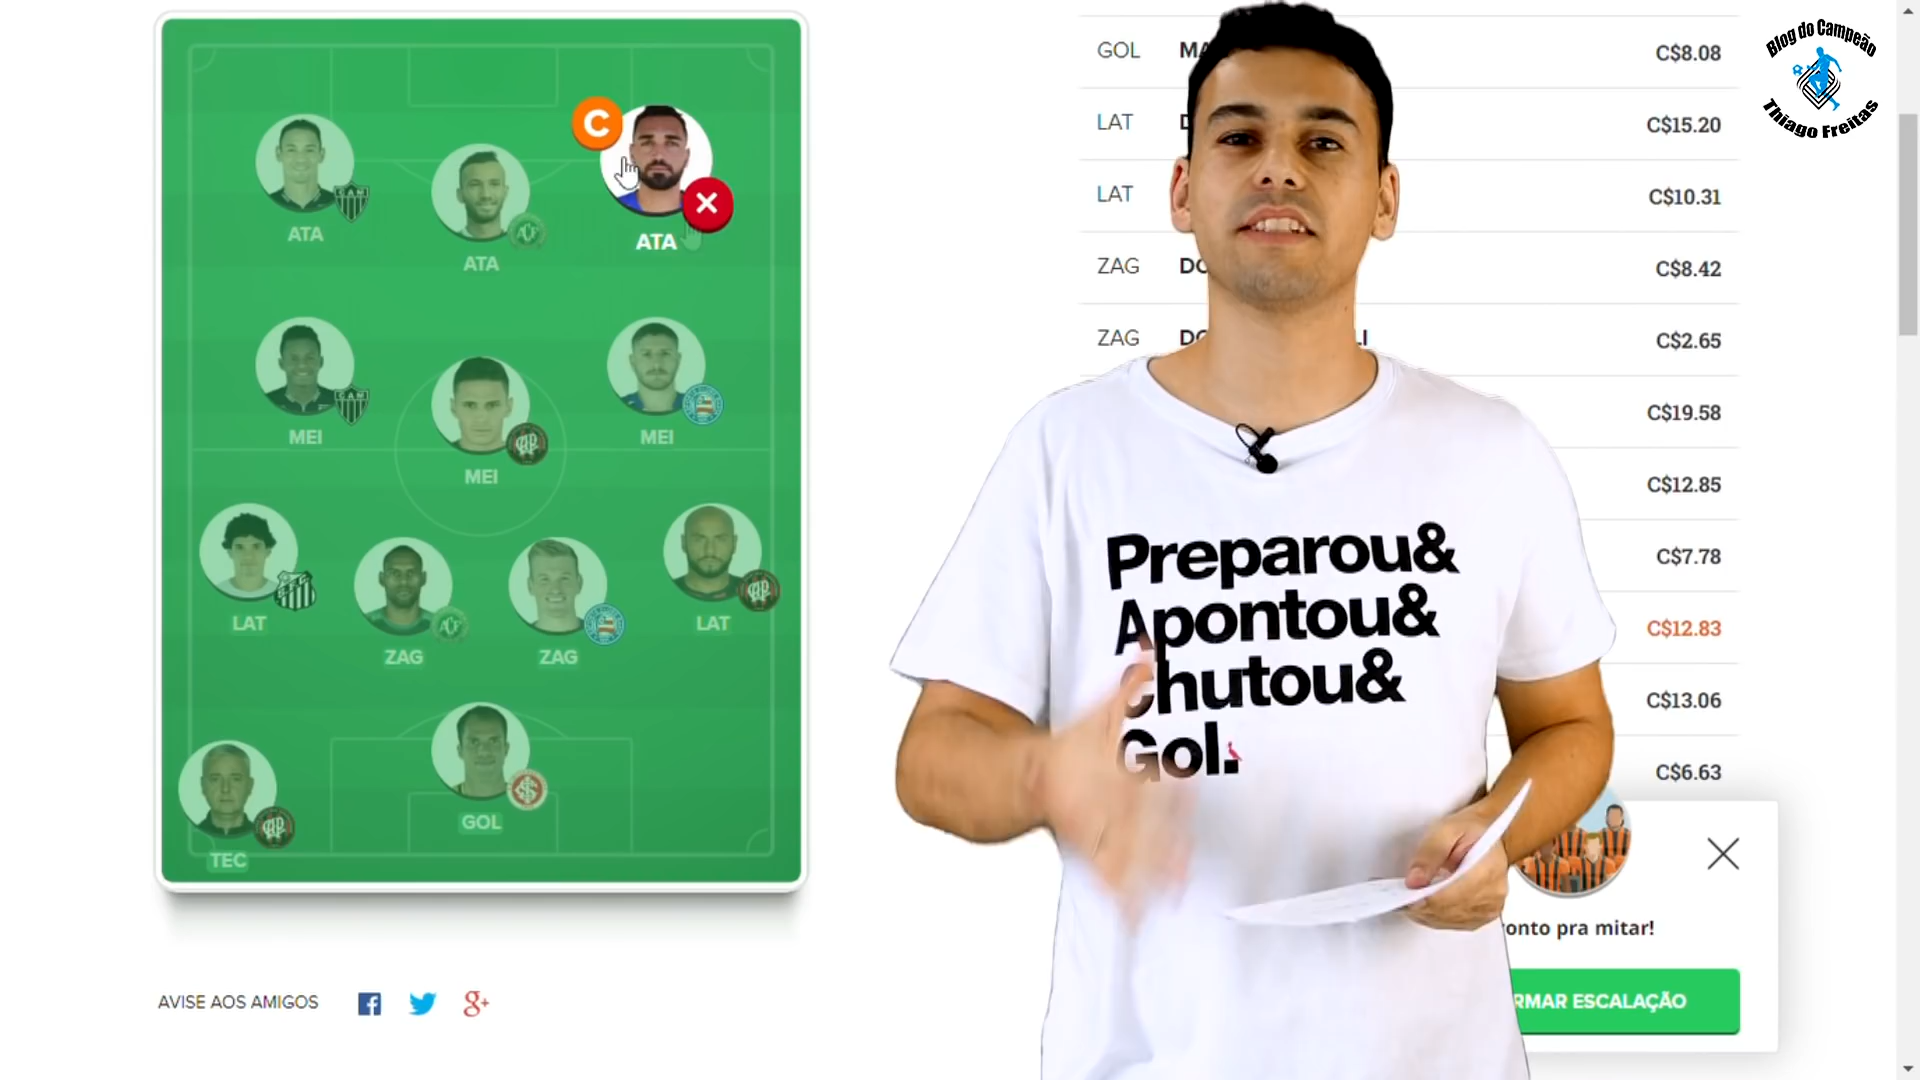 Blog do Campeão
Thiago Freitas
C
ATA
ATA
ATA
MEI
MEI
MEI
LAT
ZAG
ZAG
LAT
GOL
TEC
AVISE AOS AMIGOS
GOL C$8.08
LAT C$15.20
LAT C$10.31
ZAG C$8.42
ZAG C$2.65
C$19.58
C$12.85
C$7.78
C$12.83
C$13.06
C$6.63
Preparou&
Apontou&
Chutou&
Gol.
pra mitar!
ESCALAÇÃO